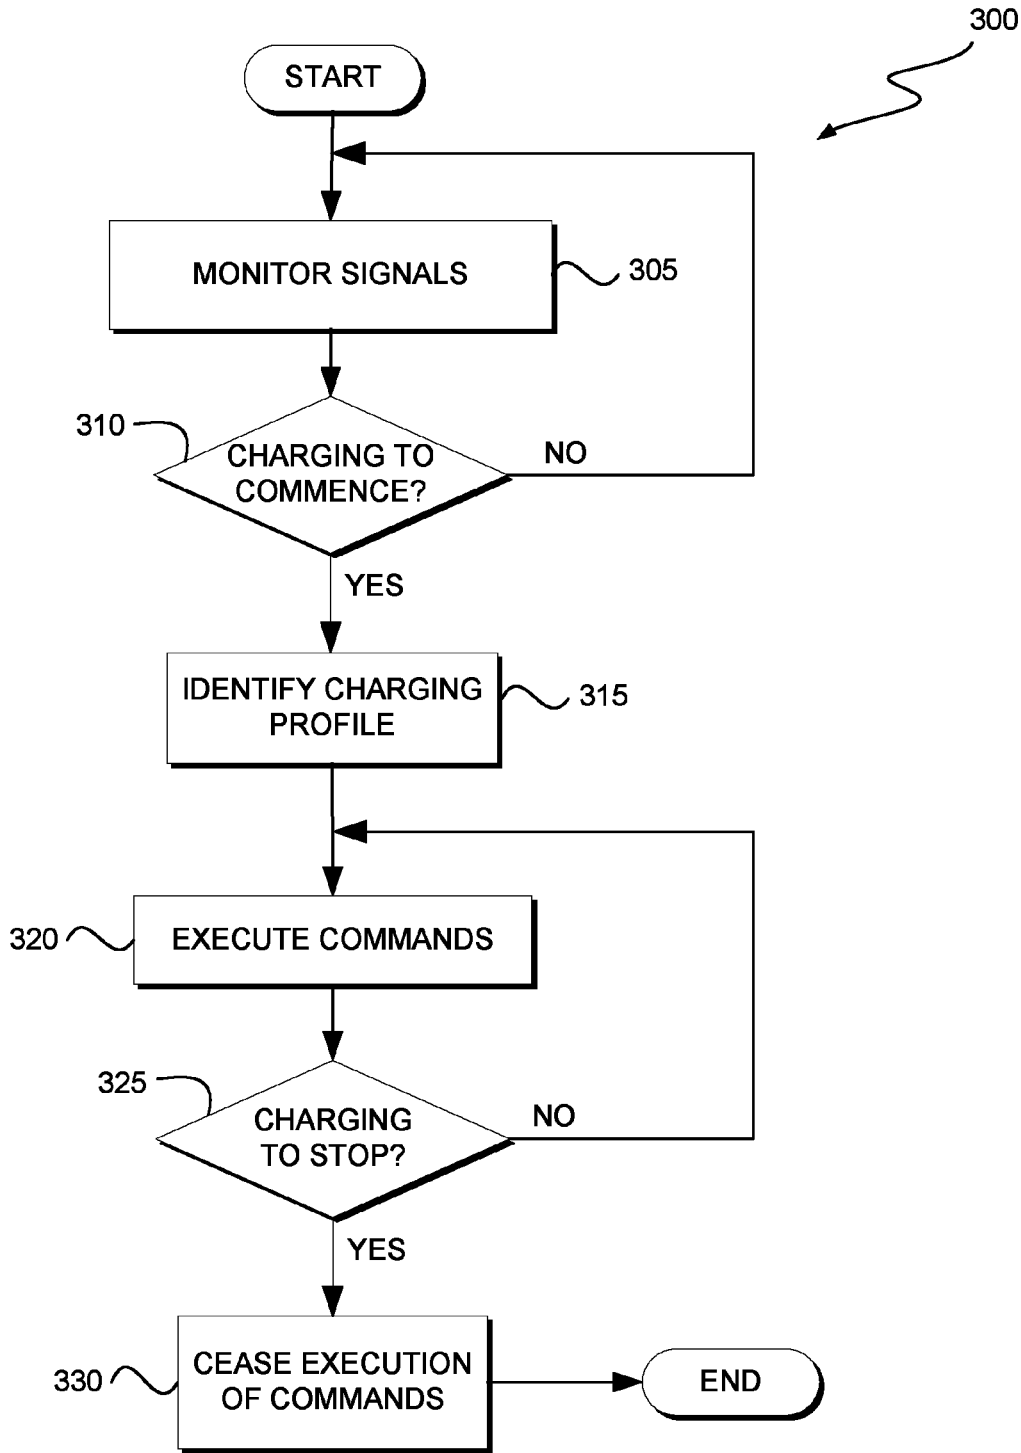 300
START
MONITOR SIGNALS
305
310
CHARGING TO
COMMENCE?
NO
YES
IDENTIFY CHARGING
PROFILE
315
320
EXECUTE COMMANDS
325
CHARGING
TO STOP?
NO
YES
330
CEASE EXECUTION
OF COMMANDS
END